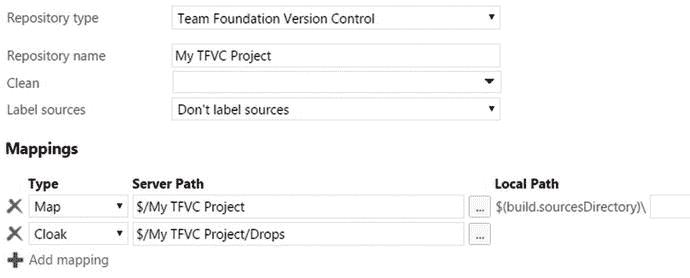 Repository type Team Foundation Version Control
Repository name My TFVC Project
Clean
Label sources Don't label sources
Mappings
Type Server Path Local Path
Map $/My TFVC Project ... $(build.sourcesDirectory)\
Cloak $/My TFVC Project/Drops ...
Add mapping